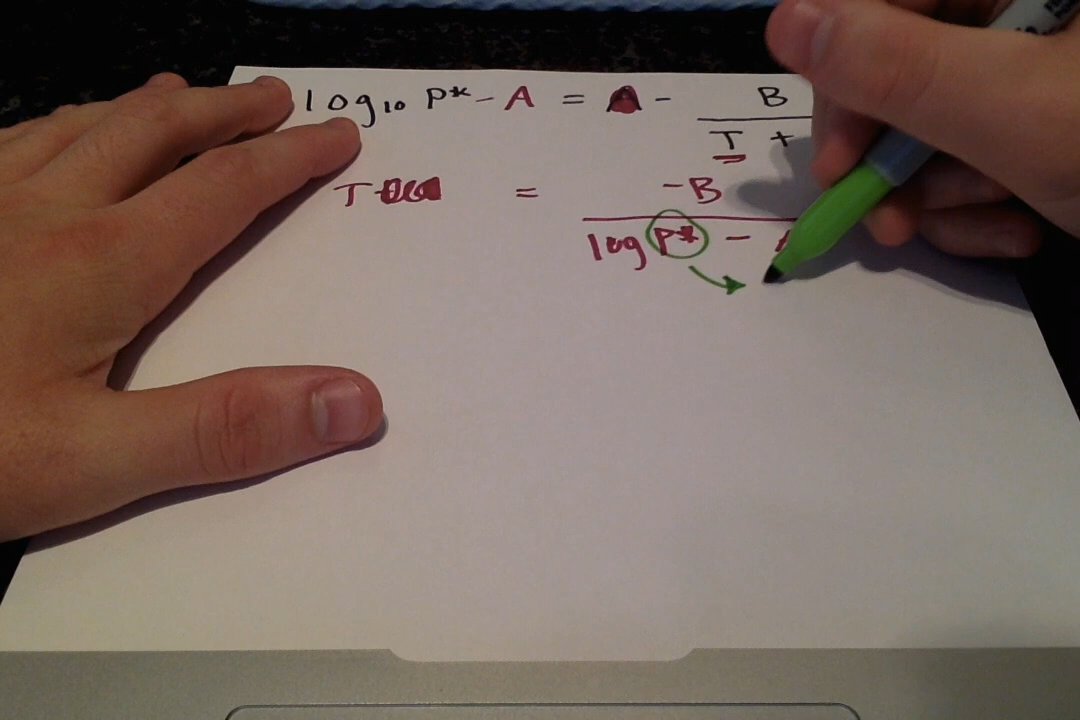 log10 P* - A = A - B / T +
T = -B / log P* -